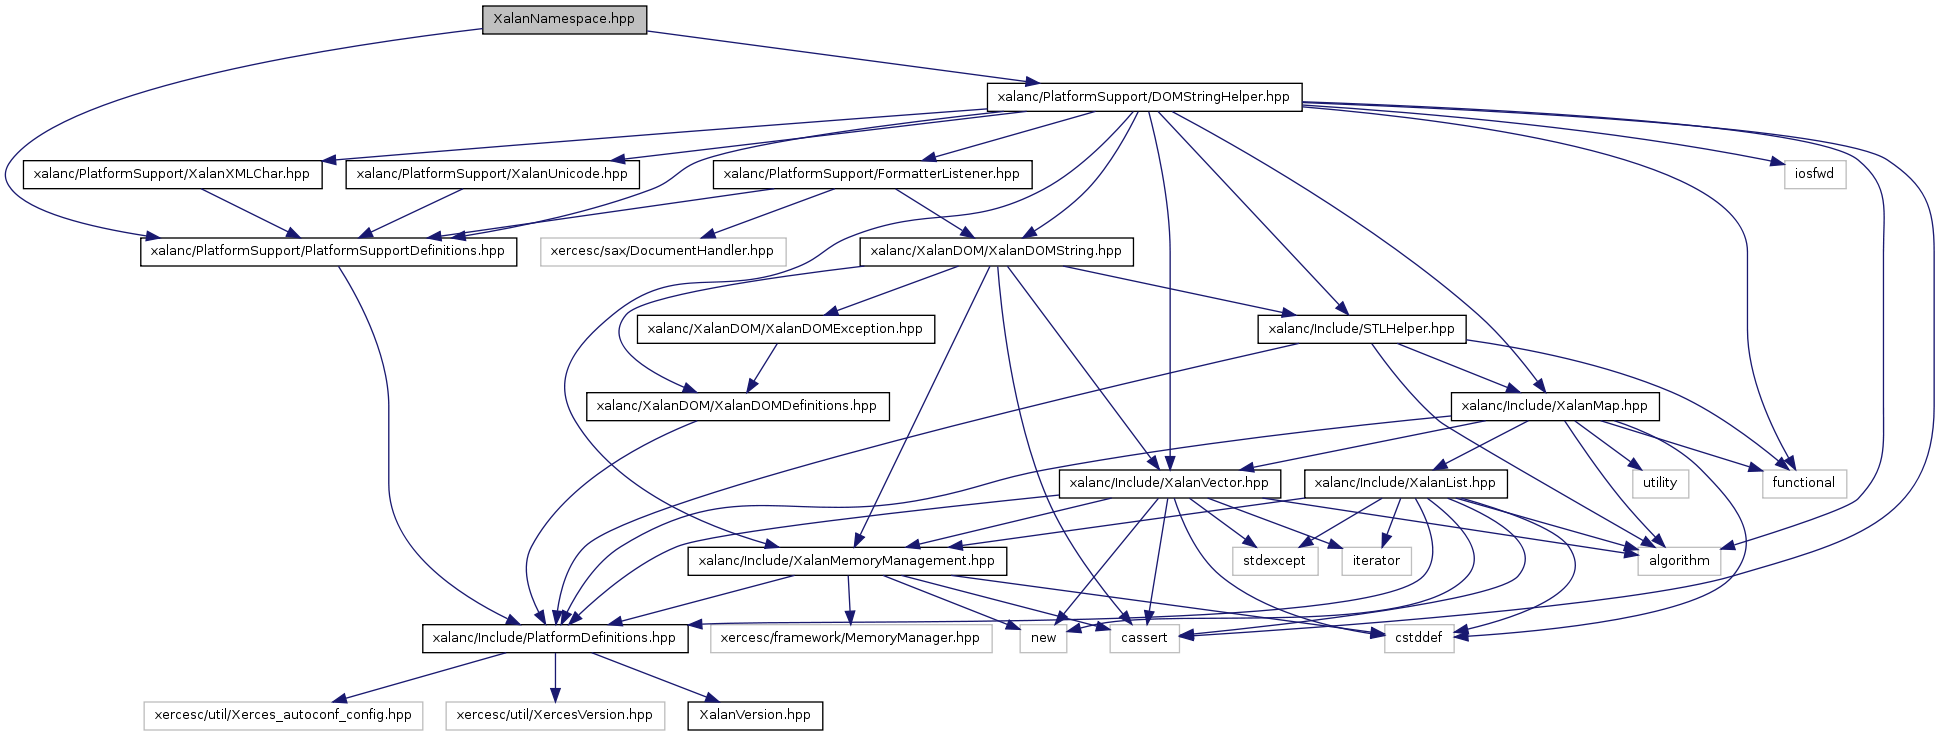 XalanNamespace.hpp
xalanc/PlatformSupport/DOMStringHelper.hpp
xalanc/PlatformSupport/XalanXMLChar.hpp
xalanc/PlatformSupport/XalanUnicode.hpp
xalanc/PlatformSupport/FormatterListener.hpp
iosfwd
xalanc/PlatformSupport/PlatformSupportDefinitions.hpp
xercesc/sax/DocumentHandler.hpp
xalanc/XalanDOM/XalanDOMString.hpp
xalanc/XalanDOM/XalanDOMException.hpp
xalanc/Include/STLHelper.hpp
xalanc/XalanDOM/XalanDOMDefinitions.hpp
xalanc/Include/XalanMap.hpp
xalanc/Include/XalanVector.hpp
xalanc/Include/XalanList.hpp
utility
functional
xalanc/Include/XalanMemoryManagement.hpp
stdexcept
iterator
algorithm
xalanc/Include/PlatformDefinitions.hpp
xercesc/framework/MemoryManager.hpp
new
cassert
cstddef
xercesc/util/Xerces_autoconf_config.hpp
xercesc/util/XercesVersion.hpp
XalanVersion.hpp